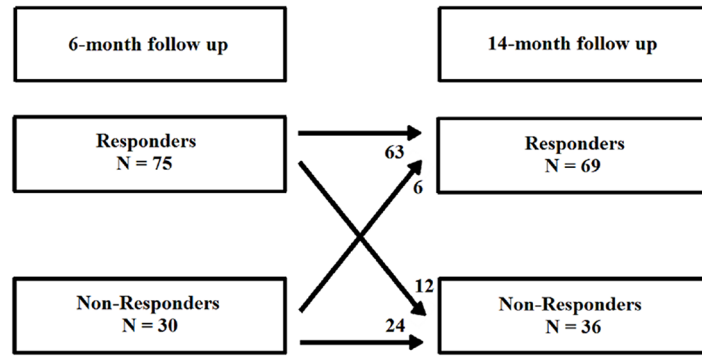 6-month follow up
14-month follow up
Responders
N = 75
63
6
Responders
N = 69
Non-Responders
N = 30
12
24
Non-Responders
N = 36